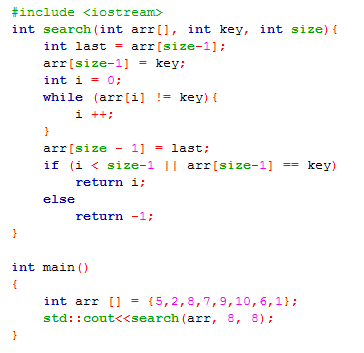 #include <iostream>
int search(int arr[], int key, int size){
    int last = arr[size-1];
    arr[size-1] = key;
    int i = 0;
    while (arr[i] != key){
        i ++;
    }
    arr[size - 1] = last;
    if (i < size-1 || arr[size-1] == key)
        return i;
    else
        return -1;
}

int main()
{
    int arr [] = {5,2,8,7,9,10,6,1};
    std::cout<<search(arr, 8, 8);
}